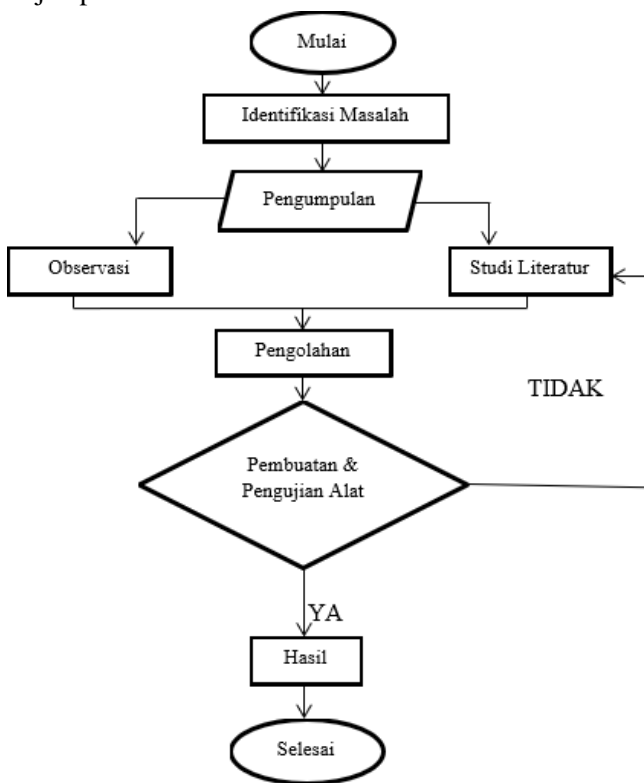 Mulai
Identifikasi Masalah
Pengumpulan
Observasi
Studi Literatur
Pengolahan
TIDAK
Pembuatan &
Pengujian Alat
YA
Hasil
Selesai